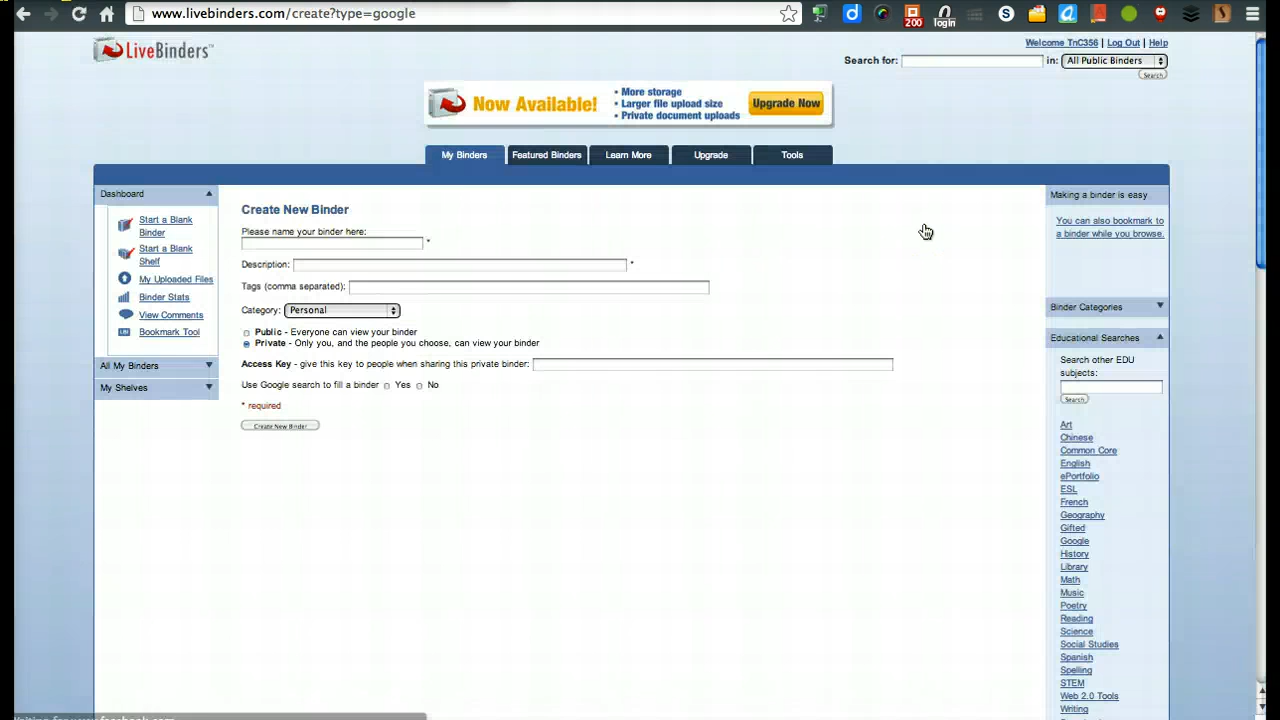 www.livebinders.com/create?type=google
200
login
LiveBinders
Welcome TnC356 | Log Out | Help
Search for:
in: All Public Binders
Search
Now Available!
• More storage
• Larger file upload size
• Private document uploads
Upgrade Now
My Binders
Featured Binders
Learn More
Upgrade
Tools
Dashboard
Start a Blank
Binder
Start a Blank
Shelf
My Uploaded Files
Binder Stats
View Comments
Bookmark Tool
All My Binders
My Shelves
Create New Binder
Please name your binder here:
*
Description:
*
Tags (comma separated):
Category: Personal
Public - Everyone can view your binder
Private - Only you, and the people you choose, can view your binder
Access Key - give this key to people when sharing this private binder:
Use Google search to fill a binder Yes No
* required
Create New Binder
Making a binder is easy
You can also bookmark to
a binder while you browse.
Binder Categories
Educational Searches
Search other EDU
subjects:
Search
Art
Chinese
Common Core
English
ePortfolio
ESL
French
Geography
Gifted
Google
History
Library
Math
Music
Poetry
Reading
Science
Social Studies
Spanish
Spelling
STEM
Web 2.0 Tools
Writing